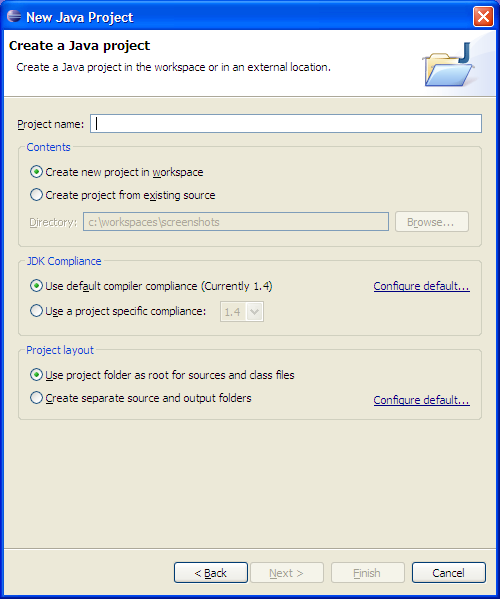 New Java Project
Create a Java project
Create a Java project in the workspace or in an external location.
Project name:
Contents
Create new project in workspace
Create project from existing source
Directory: c:\workspaces\screenshots Browse...
JDK Compliance
Use default compiler compliance (Currently 1.4) Configure default...
Use a project specific compliance: 1.4
Project layout
Use project folder as root for sources and class files
Create separate source and output folders Configure default...
< Back Next > Finish Cancel